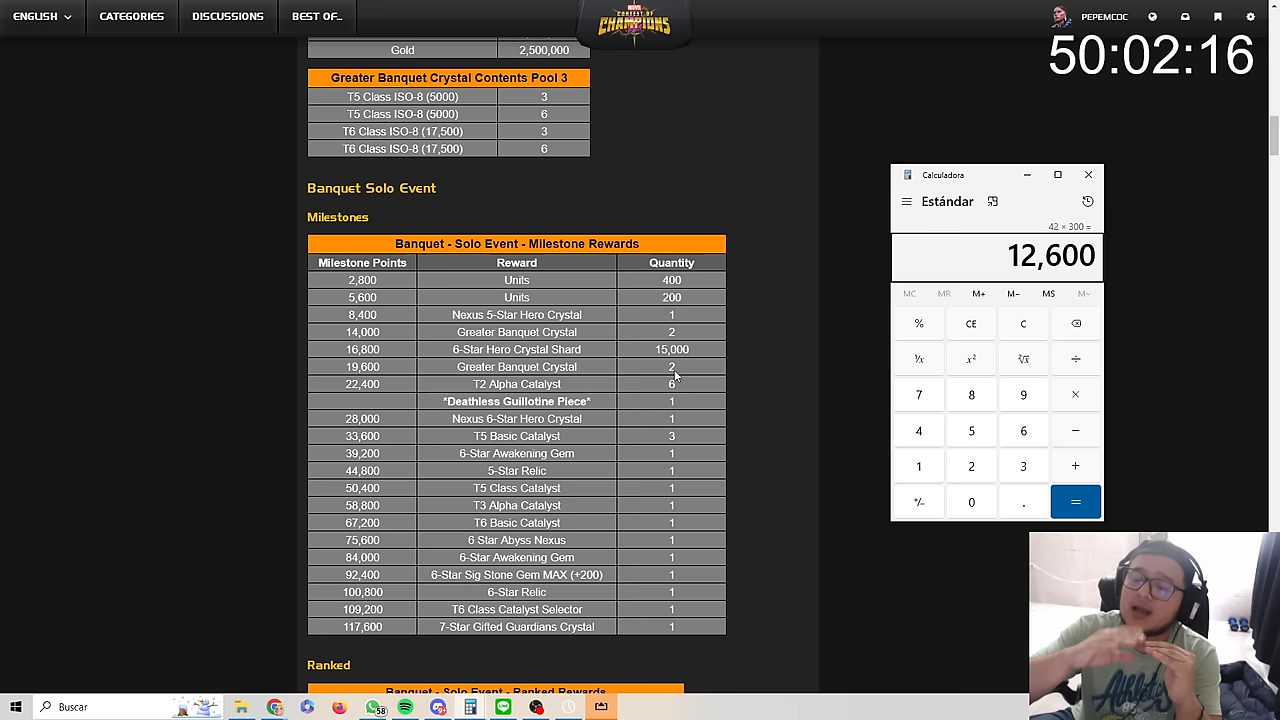 ENGLISH
CATEGORIES
DISCUSSIONS
BEST OF...
MARVEL
CONTEST OF
CHAMPIONS
PEPEMCOC
50:02:16
Gold 2,500,000
Greater Banquet Crystal Contents Pool 3
T5 Class ISO-8 (5000) 3
T5 Class ISO-8 (5000) 6
T6 Class ISO-8 (17,500) 3
T6 Class ISO-8 (17,500) 6
Banquet Solo Event
Milestones
Banquet - Solo Event - Milestone Rewards
Milestone Points Reward Quantity
2,800 Units 400
5,600 Units 200
8,400 Nexus 5-Star Hero Crystal 1
14,000 Greater Banquet Crystal 2
16,800 6-Star Hero Crystal Shard 15,000
19,600 Greater Banquet Crystal 2
22,400 T2 Alpha Catalyst 6
*Deathless Guillotine Piece* 1
28,000 Nexus 6-Star Hero Crystal 1
33,600 T5 Basic Catalyst 3
39,200 6-Star Awakening Gem 1
44,800 5-Star Relic 1
50,400 T5 Class Catalyst 1
58,800 T3 Alpha Catalyst 1
67,200 T6 Basic Catalyst 1
75,600 6 Star Abyss Nexus 1
84,000 6-Star Awakening Gem 1
92,400 6-Star Sig Stone Gem MAX (+200) 1
100,800 6-Star Relic 1
109,200 T6 Class Catalyst Selector 1
117,600 7-Star Gifted Guardians Crystal 1
Ranked
Banquet - Solo Event - Ranked Rewards
Calculadora
Estándar
42 × 300 =
12,600
MC MR M+ M− MS M˅
% CE C
¹/x x² ²√x ÷
7 8 9 ×
4 5 6 −
1 2 3 +
+/− 0 . =
Buscar
58